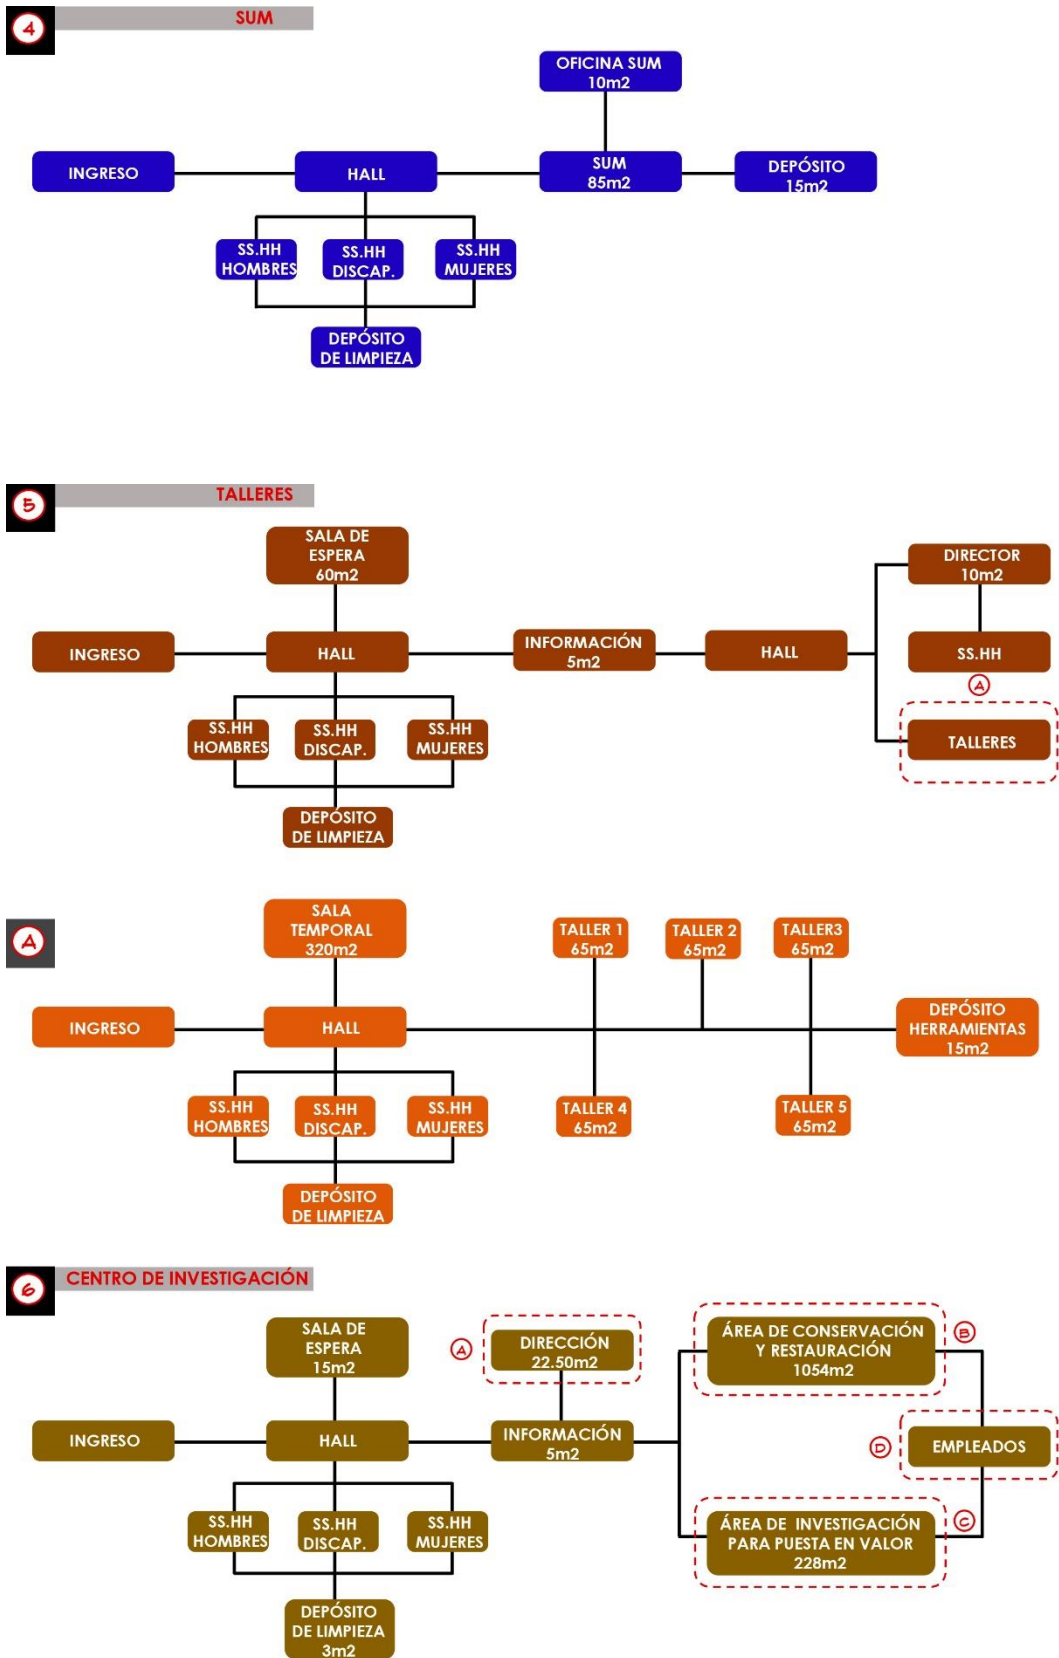 4
SUM
OFICINA SUM
10m2
INGRESO
HALL
SUM
85m2
DEPÓSITO
15m2
SS.HH
HOMBRES
SS.HH
DISCAP.
SS.HH
MUJERES
DEPÓSITO
DE LIMPIEZA
5
TALLERES
SALA DE
ESPERA
60m2
DIRECTOR
10m2
INGRESO
HALL
INFORMACIÓN
5m2
HALL
SS.HH
A
TALLERES
SS.HH
HOMBRES
SS.HH
DISCAP.
SS.HH
MUJERES
DEPÓSITO
DE LIMPIEZA
A
SALA
TEMPORAL
320m2
TALLER 1
65m2
TALLER 2
65m2
TALLER3
65m2
INGRESO
HALL
DEPÓSITO
HERRAMIENTAS
15m2
SS.HH
HOMBRES
SS.HH
DISCAP.
SS.HH
MUJERES
TALLER 4
65m2
TALLER 5
65m2
DEPÓSITO
DE LIMPIEZA
6
CENTRO DE INVESTIGACIÓN
SALA DE
ESPERA
15m2
A
DIRECCIÓN
22.50m2
ÁREA DE CONSERVACIÓN
Y RESTAURACIÓN
1054m2
B
INGRESO
HALL
INFORMACIÓN
5m2
D
EMPLEADOS
SS.HH
HOMBRES
SS.HH
DISCAP.
SS.HH
MUJERES
ÁREA DE INVESTIGACIÓN
PARA PUESTA EN VALOR
228m2
C
DEPÓSITO
DE LIMPIEZA
3m2